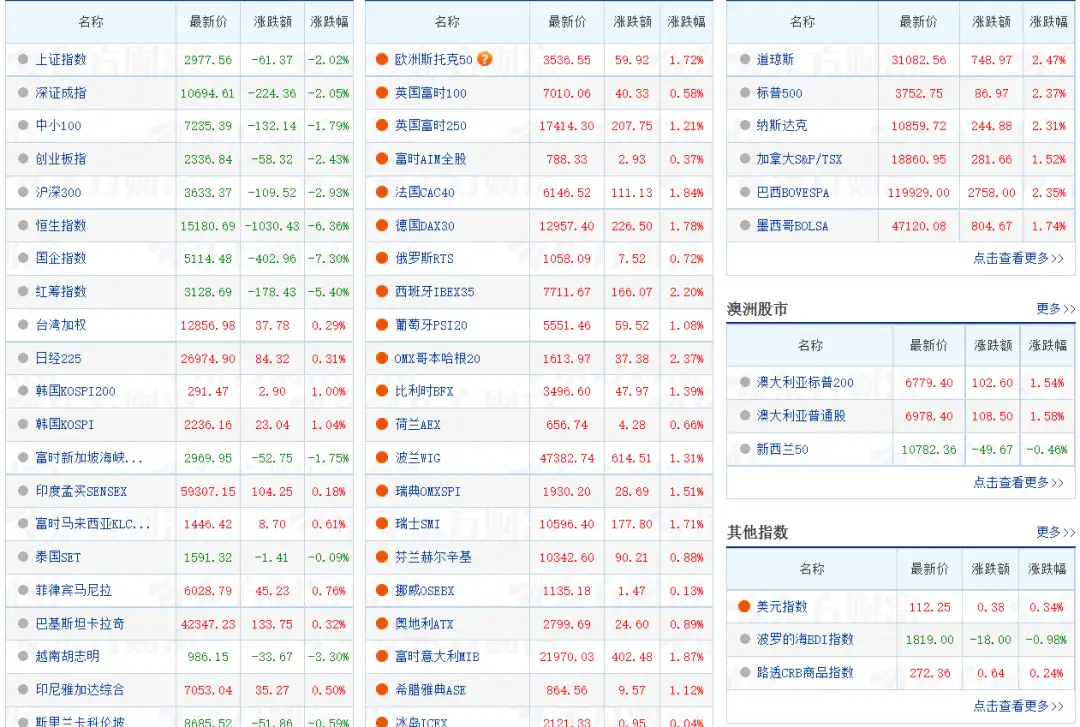 名称 最新价 涨跌额 涨跌幅
上证指数 2977.56 -61.37 -2.02%
深证成指 10694.61 -224.36 -2.05%
中小100 7235.39 -132.14 -1.79%
创业板指 2336.84 -58.32 -2.43%
沪深300 3633.37 -109.52 -2.93%
恒生指数 15180.69 -1030.43 -6.36%
国企指数 5114.48 -402.96 -7.30%
红筹指数 3128.69 -178.43 -5.40%
台湾加权 12856.98 37.78 0.29%
日经225 26974.90 84.32 0.31%
韩国KOSPI200 291.47 2.90 1.00%
韩国KOSPI 2236.16 23.04 1.04%
富时新加坡海峡... 2969.95 -52.75 -1.75%
印度孟买SENSEX 59307.15 104.25 0.18%
富时马来西亚KLC... 1446.42 8.70 0.61%
泰国SET 1591.32 -1.41 -0.09%
菲律宾马尼拉 6028.79 45.23 0.76%
巴基斯坦卡拉奇 42347.23 133.75 0.32%
越南胡志明 986.15 -33.67 -3.30%
印尼雅加达综合 7053.04 35.27 0.50%
斯里兰卡科伦坡 8685.52 -51.86 -0.59%
名称 最新价 涨跌额 涨跌幅
欧洲斯托克50 ? 3536.55 59.92 1.72%
英国富时100 7010.06 40.33 0.58%
英国富时250 17414.30 207.75 1.21%
富时AIM全股 788.33 2.93 0.37%
法国CAC40 6146.52 111.13 1.84%
德国DAX30 12957.40 226.50 1.78%
俄罗斯RTS 1058.09 7.52 0.72%
西班牙IBEX35 7711.67 166.07 2.20%
葡萄牙PSI20 5551.46 59.52 1.08%
OMX哥本哈根20 1613.97 37.38 2.37%
比利时BFX 3496.60 47.97 1.39%
荷兰AEX 656.74 4.28 0.66%
波兰WIG 47382.74 614.51 1.31%
瑞典OMXSPI 1930.20 28.69 1.51%
瑞士SMI 10596.40 177.80 1.71%
芬兰赫尔辛基 10342.60 90.21 0.88%
挪威OSEBX 1135.18 1.47 0.13%
奥地利ATX 2799.69 24.60 0.89%
富时意大利MIB 21970.03 402.48 1.87%
希腊雅典ASE 864.56 9.57 1.12%
冰岛ICEX 2121.33 0.95 0.04%
名称 最新价 涨跌额 涨跌幅
道琼斯 31082.56 748.97 2.47%
标普500 3752.75 86.97 2.37%
纳斯达克 10859.72 244.88 2.31%
加拿大S&P/TSX 18860.95 281.66 1.52%
巴西BOVESPA 119929.00 2758.00 2.35%
墨西哥BOLSA 47120.08 804.67 1.74%
点击查看更多>>
澳洲股市 更多>>
名称 最新价 涨跌额 涨跌幅
澳大利亚标普200 6779.40 102.60 1.54%
澳大利亚普通股 6978.40 108.50 1.58%
新西兰50 10782.36 -49.67 -0.46%
点击查看更多>>
其他指数 更多>>
名称 最新价 涨跌额 涨跌幅
美元指数 112.25 0.38 0.34%
波罗的海BDI指数 1819.00 -18.00 -0.98%
路透CRB商品指数 272.36 0.64 0.24%
点击查看更多>>